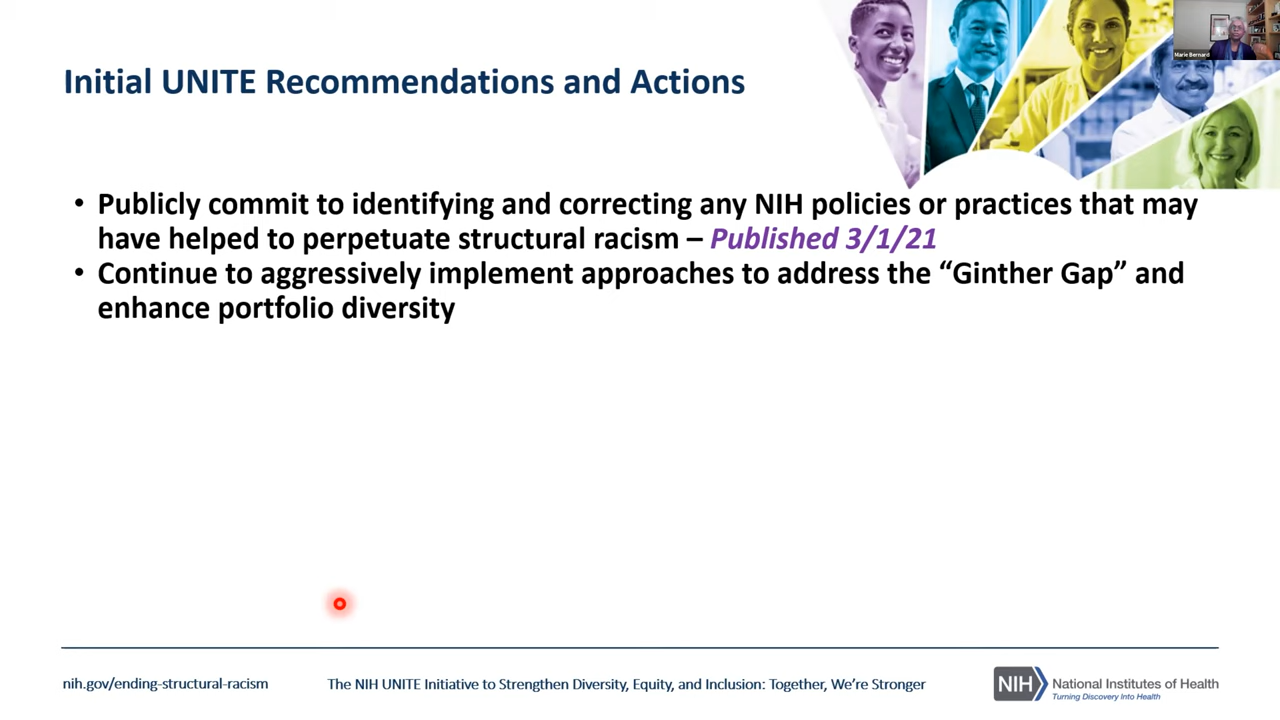 Marie Bernard
Initial UNITE Recommendations and Actions
• Publicly commit to identifying and correcting any NIH policies or practices that may
have helped to perpetuate structural racism – Published 3/1/21
• Continue to aggressively implement approaches to address the “Ginther Gap” and
enhance portfolio diversity
nih.gov/ending-structural-racism
The NIH UNITE Initiative to Strengthen Diversity, Equity, and Inclusion: Together, We’re Stronger
NIH
National Institutes of Health
Turning Discovery Into Health